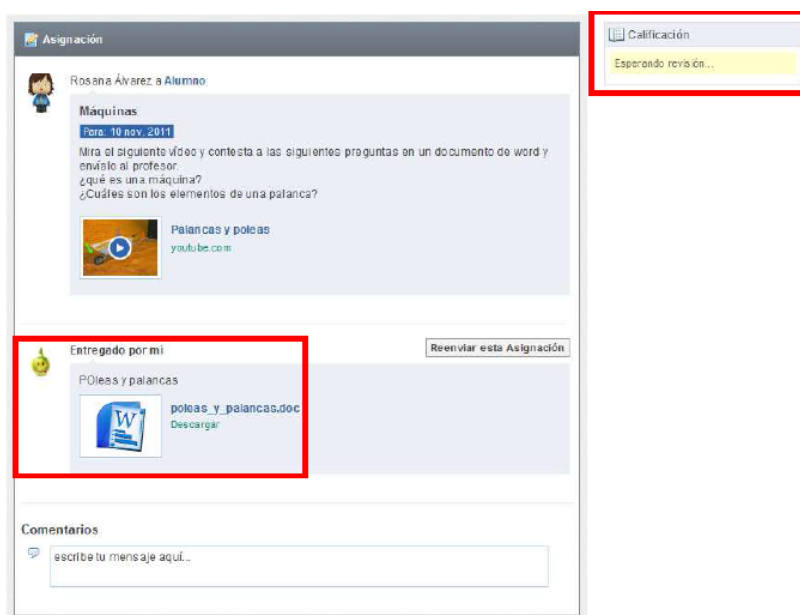 Asignación
Rosana Álvarez a Alumno
Máquinas
Para: 10 nov, 2011
Mira el siguiente vídeo y contesta a las siguientes preguntas en un documento de word y
envíalo al profesor.
¿qué es una máquina?
¿Cuáles son los elementos de una palanca?
Palancas y poleas
youtube.com
Entregado por mi
Reenviar esta Asignación
POleas y palancas
W
poleas_y_palancas.doc
Descargar
Comentarios
escribe tu mensaje aquí...
Calificación
Esperando revisión...